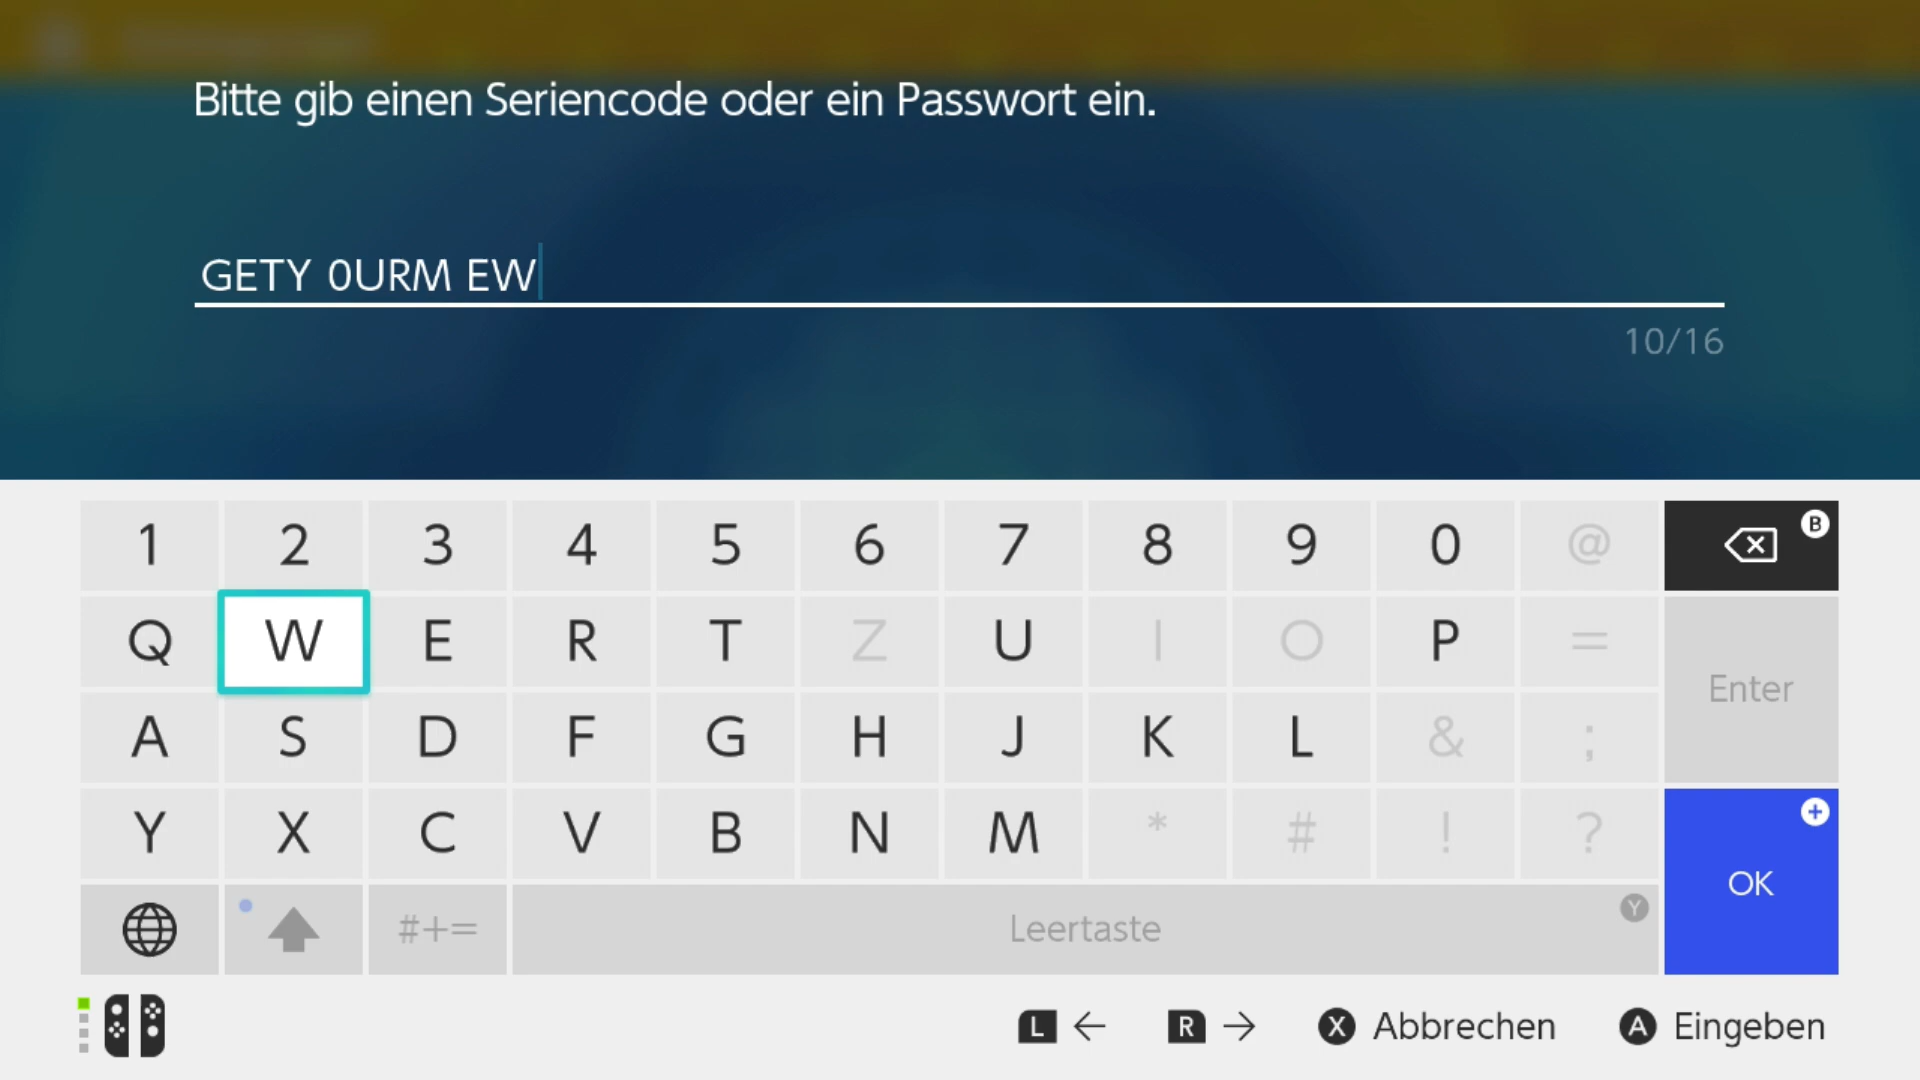 Bitte gib einen Seriencode oder ein Passwort ein.
GETY 0URM EW
10/16
1 2 3 4 5 6 7 8 9 0 @ B
Q W E R T Z U I O P =
Enter
A S D F G H J K L & ;
Y X C V B N M * # ! ? +
OK
#+= Leertaste Y
L ← R → X Abbrechen A Eingeben